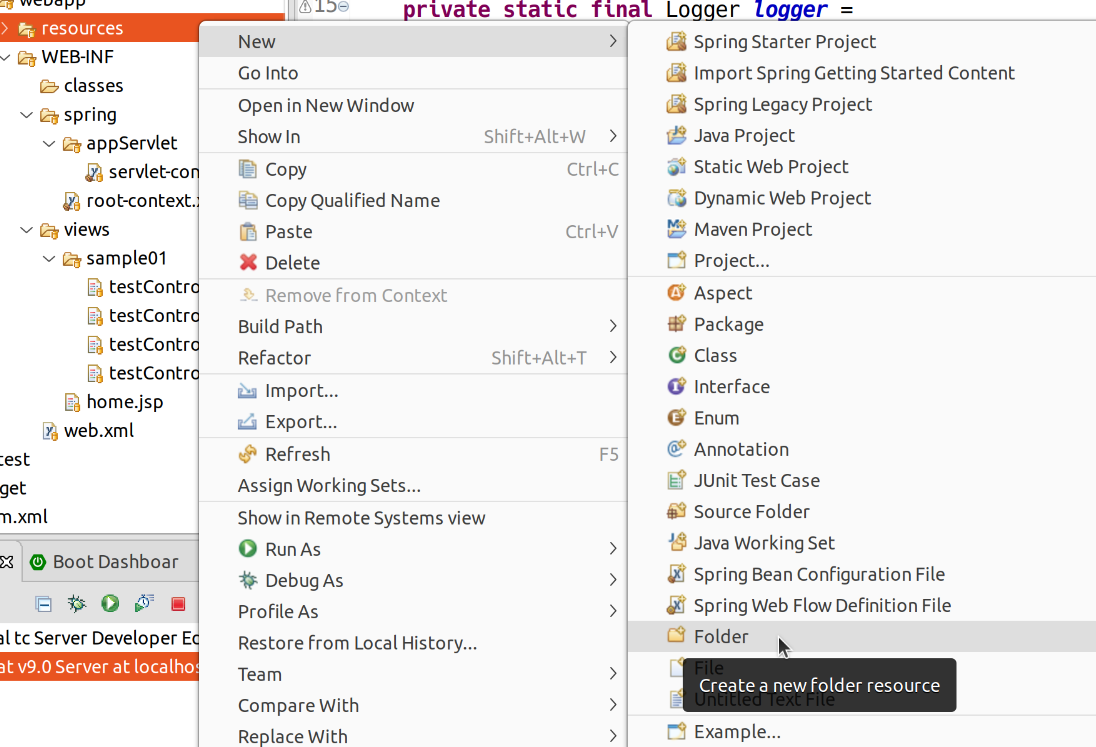 webapp
15
private static final Logger logger =
resources
WEB-INF
classes
spring
appServlet
servlet-con
root-context.x
views
sample01
testContro
testContro
testContro
testContro
home.jsp
web.xml
test
get
m.xml
Boot Dashboar
al tc Server Developer Ed
at v9.0 Server at localhos
New
Go Into
Open in New Window
Show In Shift+Alt+W
Copy Ctrl+C
Copy Qualified Name
Paste Ctrl+V
Delete
Remove from Context
Build Path
Refactor Shift+Alt+T
Import...
Export...
Refresh F5
Assign Working Sets...
Show in Remote Systems view
Run As
Debug As
Profile As
Restore from Local History...
Team
Compare With
Replace With
Spring Starter Project
Import Spring Getting Started Content
Spring Legacy Project
Java Project
Static Web Project
Dynamic Web Project
Maven Project
Project...
Aspect
Package
Class
Interface
Enum
Annotation
JUnit Test Case
Source Folder
Java Working Set
Spring Bean Configuration File
Spring Web Flow Definition File
Folder
File
Create a new folder resource
Untitled Text File
Example...